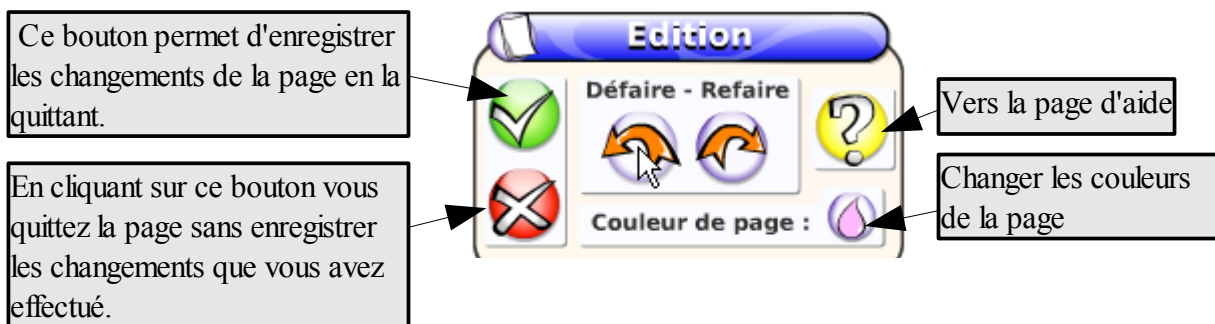 Ce bouton permet d'enregistrer
les changements de la page en la
quittant.
En cliquant sur ce bouton vous
quittez la page sans enregistrer
les changements que vous avez
effectué.
Edition
Défaire - Refaire
Couleur de page :
Vers la page d'aide
Changer les couleurs
de la page